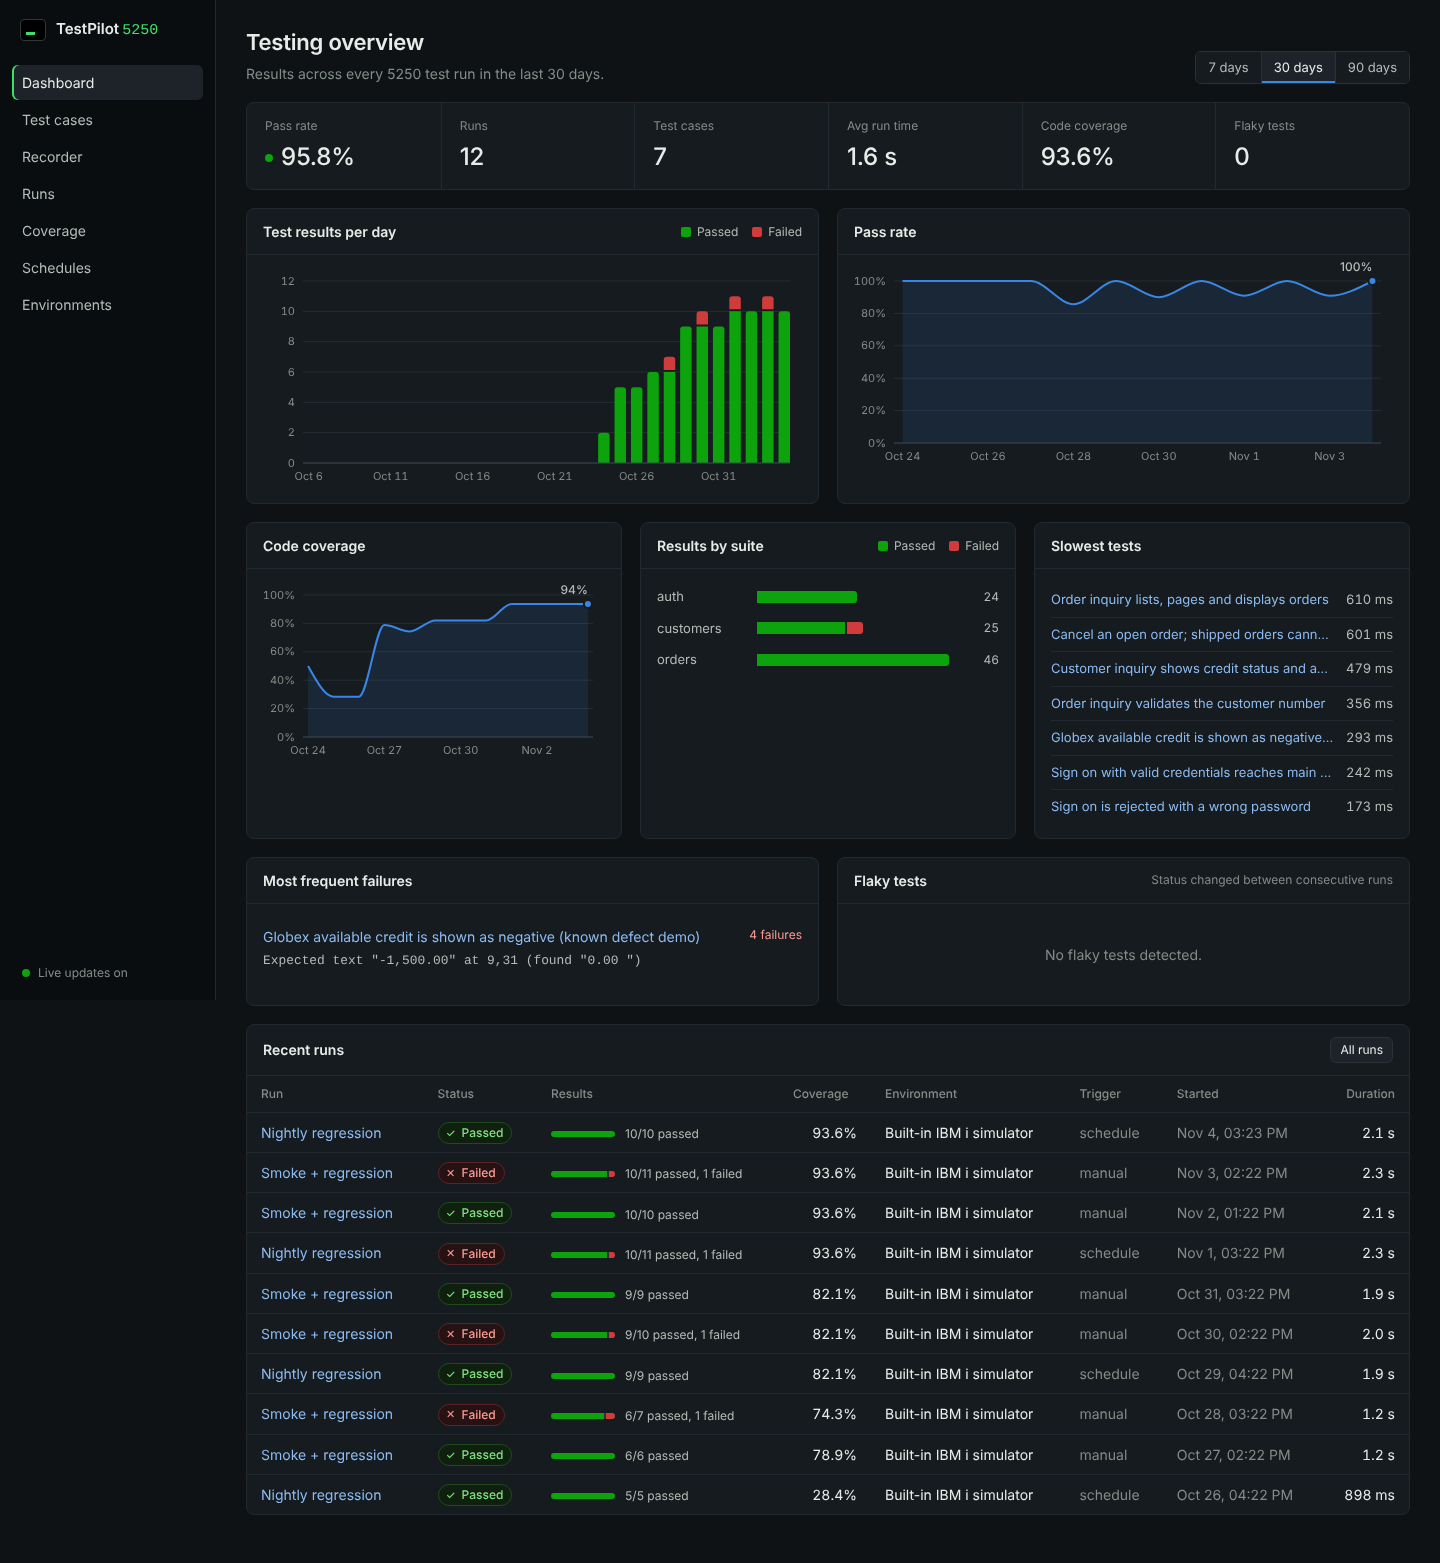 TestPilot 5250
Dashboard
Test cases
Recorder
Runs
Coverage
Schedules
Environments
Live updates on
Testing overview
Results across every 5250 test run in the last 30 days.
7 days 30 days 90 days
Pass rate
95.8%
Runs
12
Test cases
7
Avg run time
1.6 s
Code coverage
93.6%
Flaky tests
0
Test results per day Passed Failed
12
10
8
6
4
2
0
Oct 6 Oct 11 Oct 16 Oct 21 Oct 26 Oct 31
Pass rate
100%
100%
80%
60%
40%
20%
0%
Oct 24 Oct 26 Oct 28 Oct 30 Nov 1 Nov 3
Code coverage
94%
100%
80%
60%
40%
20%
0%
Oct 24 Oct 27 Oct 30 Nov 2
Results by suite Passed Failed
auth 24
customers 25
orders 46
Slowest tests
Order inquiry lists, pages and displays orders 610 ms
Cancel an open order; shipped orders cann... 601 ms
Customer inquiry shows credit status and a... 479 ms
Order inquiry validates the customer number 356 ms
Globex available credit is shown as negative... 293 ms
Sign on with valid credentials reaches main ... 242 ms
Sign on is rejected with a wrong password 173 ms
Most frequent failures
Globex available credit is shown as negative (known defect demo) 4 failures
Expected text "-1,500.00" at 9,31 (found "0.00 ")
Flaky tests Status changed between consecutive runs
No flaky tests detected.
Recent runs All runs
Run Status Results Coverage Environment Trigger Started Duration
Nightly regression ✓ Passed 10/10 passed 93.6% Built-in IBM i simulator schedule Nov 4, 03:23 PM 2.1 s
Smoke + regression ✕ Failed 10/11 passed, 1 failed 93.6% Built-in IBM i simulator manual Nov 3, 02:22 PM 2.3 s
Smoke + regression ✓ Passed 10/10 passed 93.6% Built-in IBM i simulator manual Nov 2, 01:22 PM 2.1 s
Nightly regression ✕ Failed 10/11 passed, 1 failed 93.6% Built-in IBM i simulator schedule Nov 1, 03:22 PM 2.3 s
Smoke + regression ✓ Passed 9/9 passed 82.1% Built-in IBM i simulator manual Oct 31, 03:22 PM 1.9 s
Smoke + regression ✕ Failed 9/10 passed, 1 failed 82.1% Built-in IBM i simulator manual Oct 30, 02:22 PM 2.0 s
Nightly regression ✓ Passed 9/9 passed 82.1% Built-in IBM i simulator schedule Oct 29, 04:22 PM 1.9 s
Smoke + regression ✕ Failed 6/7 passed, 1 failed 74.3% Built-in IBM i simulator manual Oct 28, 03:22 PM 1.2 s
Smoke + regression ✓ Passed 6/6 passed 78.9% Built-in IBM i simulator manual Oct 27, 02:22 PM 1.2 s
Nightly regression ✓ Passed 5/5 passed 28.4% Built-in IBM i simulator schedule Oct 26, 04:22 PM 898 ms